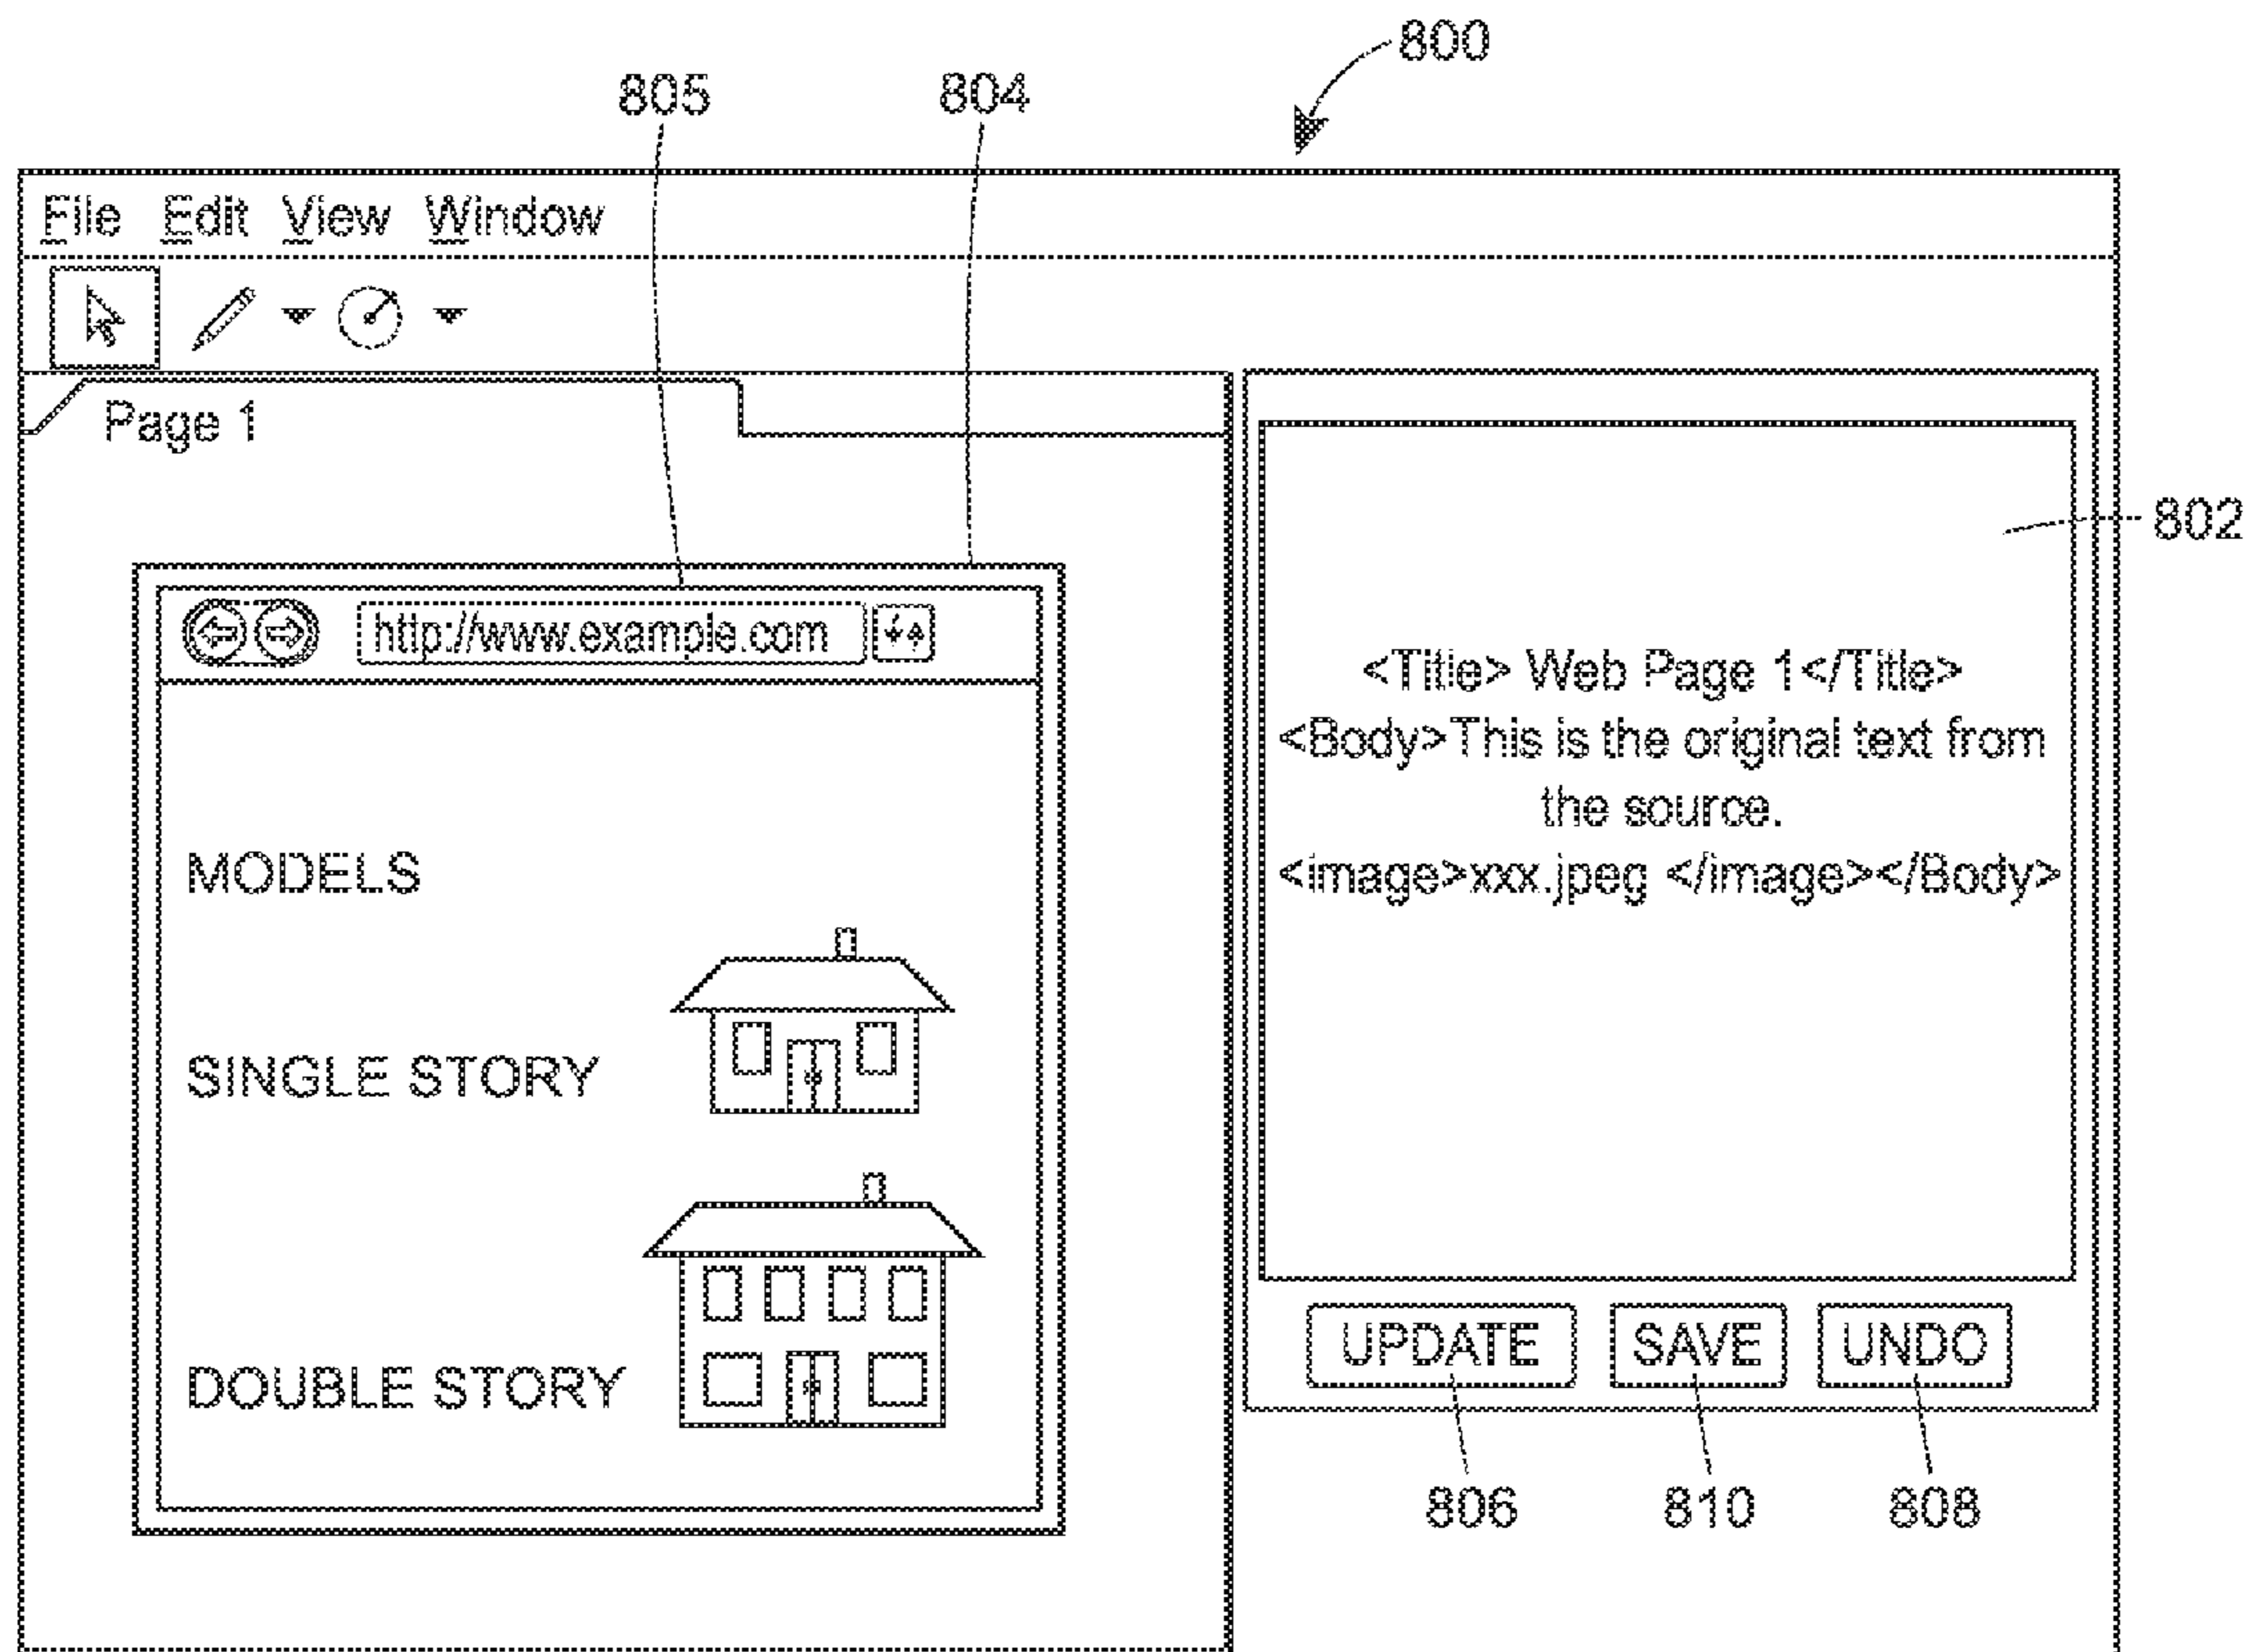 800
805 804
File Edit View Window
Page 1
802
http://www.example.com
<Title> Web Page 1</Title>
<Body>This is the original text from
the source.
<image>xxx.jpeg </image></Body>
MODELS
SINGLE STORY
DOUBLE STORY
UPDATE SAVE UNDO
806 810 808